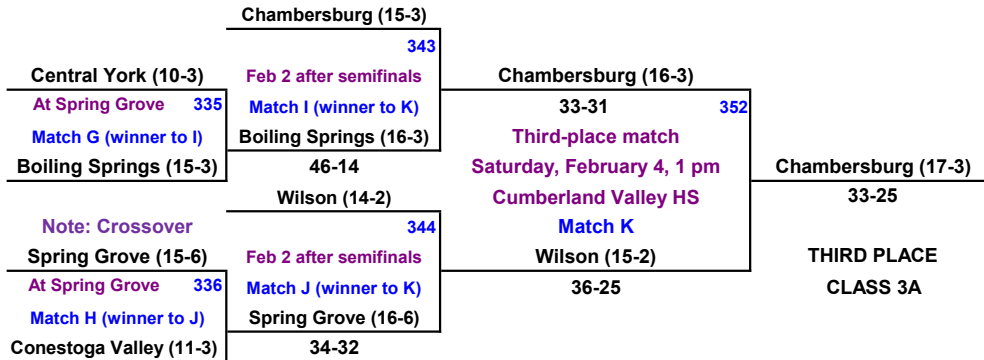 Chambersburg (15-3)
343
Central York (10-3)
Feb 2 after semifinals
Chambersburg (16-3)
At Spring Grove 335
Match I (winner to K)
33-31
352
Match G (winner to I)
Boiling Springs (16-3)
Third-place match
Boiling Springs (15-3)
46-14
Saturday, February 4, 1 pm
Chambersburg (17-3)
Wilson (14-2)
Cumberland Valley HS
33-25
Note: Crossover
344
Match K
Spring Grove (15-6)
Feb 2 after semifinals
Wilson (15-2)
THIRD PLACE
At Spring Grove 336
Match J (winner to K)
36-25
CLASS 3A
Match H (winner to J)
Spring Grove (16-6)
Conestoga Valley (11-3)
34-32